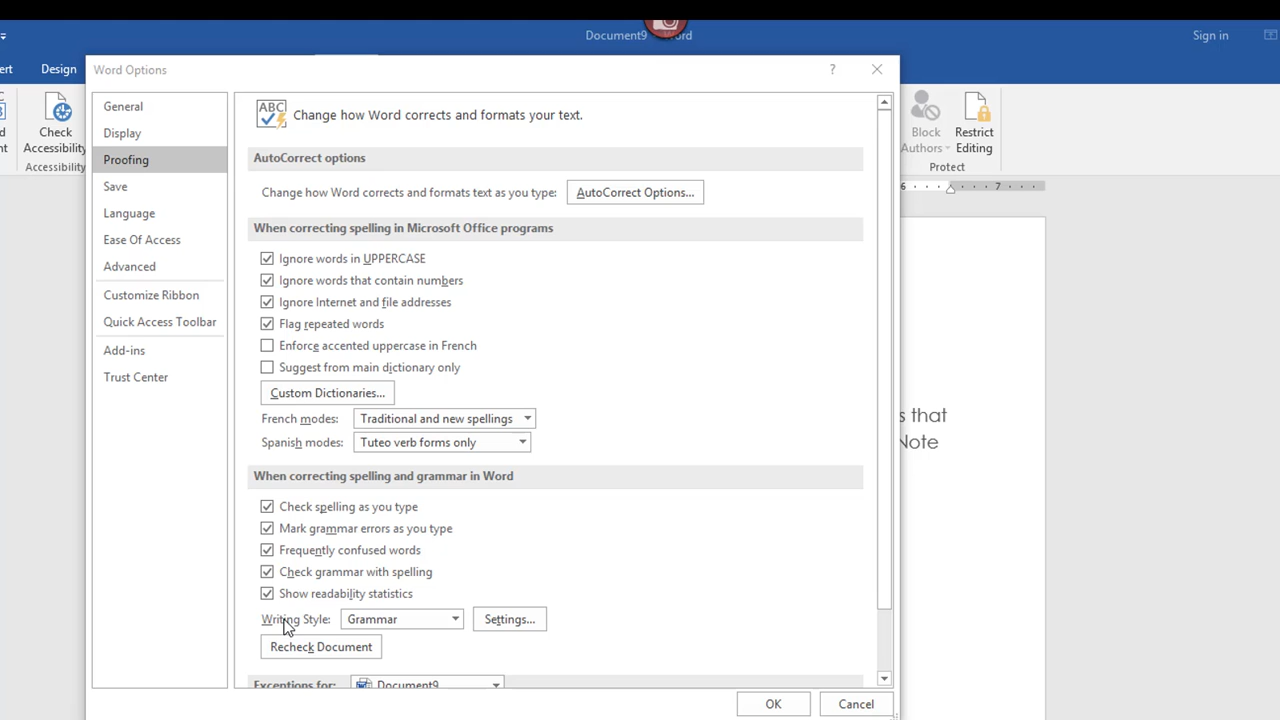 Document9
Word
Sign in
Design
Word Options
?
General
Display
Proofing
Save
Language
Ease Of Access
Advanced
Customize Ribbon
Quick Access Toolbar
Add-ins
Trust Center
ABC
Change how Word corrects and formats your text.
AutoCorrect options
Change how Word corrects and formats text as you type:
AutoCorrect Options...
When correcting spelling in Microsoft Office programs
Ignore words in UPPERCASE
Ignore words that contain numbers
Ignore Internet and file addresses
Flag repeated words
Enforce accented uppercase in French
Suggest from main dictionary only
Custom Dictionaries...
French modes: Traditional and new spellings
Spanish modes: Tuteo verb forms only
When correcting spelling and grammar in Word
Check spelling as you type
Mark grammar errors as you type
Frequently confused words
Check grammar with spelling
Show readability statistics
Writing Style: Grammar Settings...
Recheck Document
Exceptions for: Document9
OK Cancel
Check
Accessibility
Accessibility
Block
Authors
Restrict
Editing
Protect
6 7
that
Note